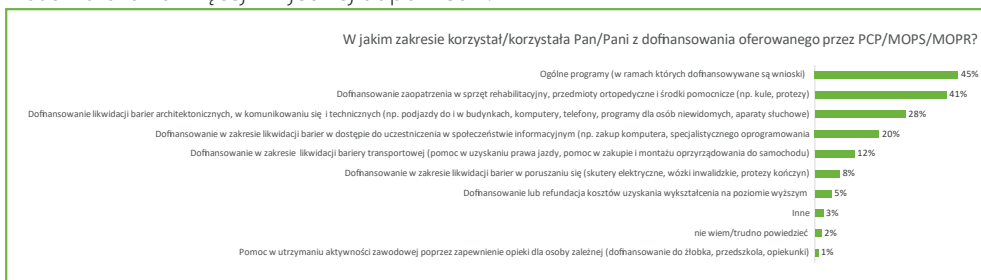 W jakim zakresie korzystał/korzystała Pan/Pani z dofinansowania oferowanego przez PCP/MOPS/MOPR?
Ogólne programy (w ramach których dofinansowywane są wnioski) 45%
Dofinansowanie zaopatrzenia w sprzęt rehabilitacyjny, przedmioty ortopedyczne i środki pomocnicze (np. kule, protezy) 41%
Dofinansowanie likwidacji barier architektonicznych, w komunikowaniu się i technicznych (np. podjazdy do i w budynkach, komputery, telefony, programy dla osób niewidomych, aparaty słuchowe) 28%
Dofinansowanie w zakresie likwidacji barier w dostępie do uczestniczenia w społeczeństwie informacyjnym (np. zakup komputera, specjalistycznego oprogramowania 20%
Dofinansowanie w zakresie likwidacji bariery transportowej (pomoc w uzyskaniu prawa jazdy, pomoc w zakupie i montażu oprzyrządowania do samochodu) 12%
Dofinansowanie w zakresie likwidacji barier w poruszaniu się (skutery elektryczne, wózki inwalidzkie, protezy kończyn) 8%
Dofinansowanie lub refundacja kosztów uzyskania wykształcenia na poziomie wyższym 5%
Inne 3%
nie wiem/trudno powiedzieć 2%
Pomoc w utrzymaniu aktywności zawodowej poprzez zapewnienie opieki dla osoby zależnej (dofinansowanie do żłobka, przedszkola, opiekunki) 1%